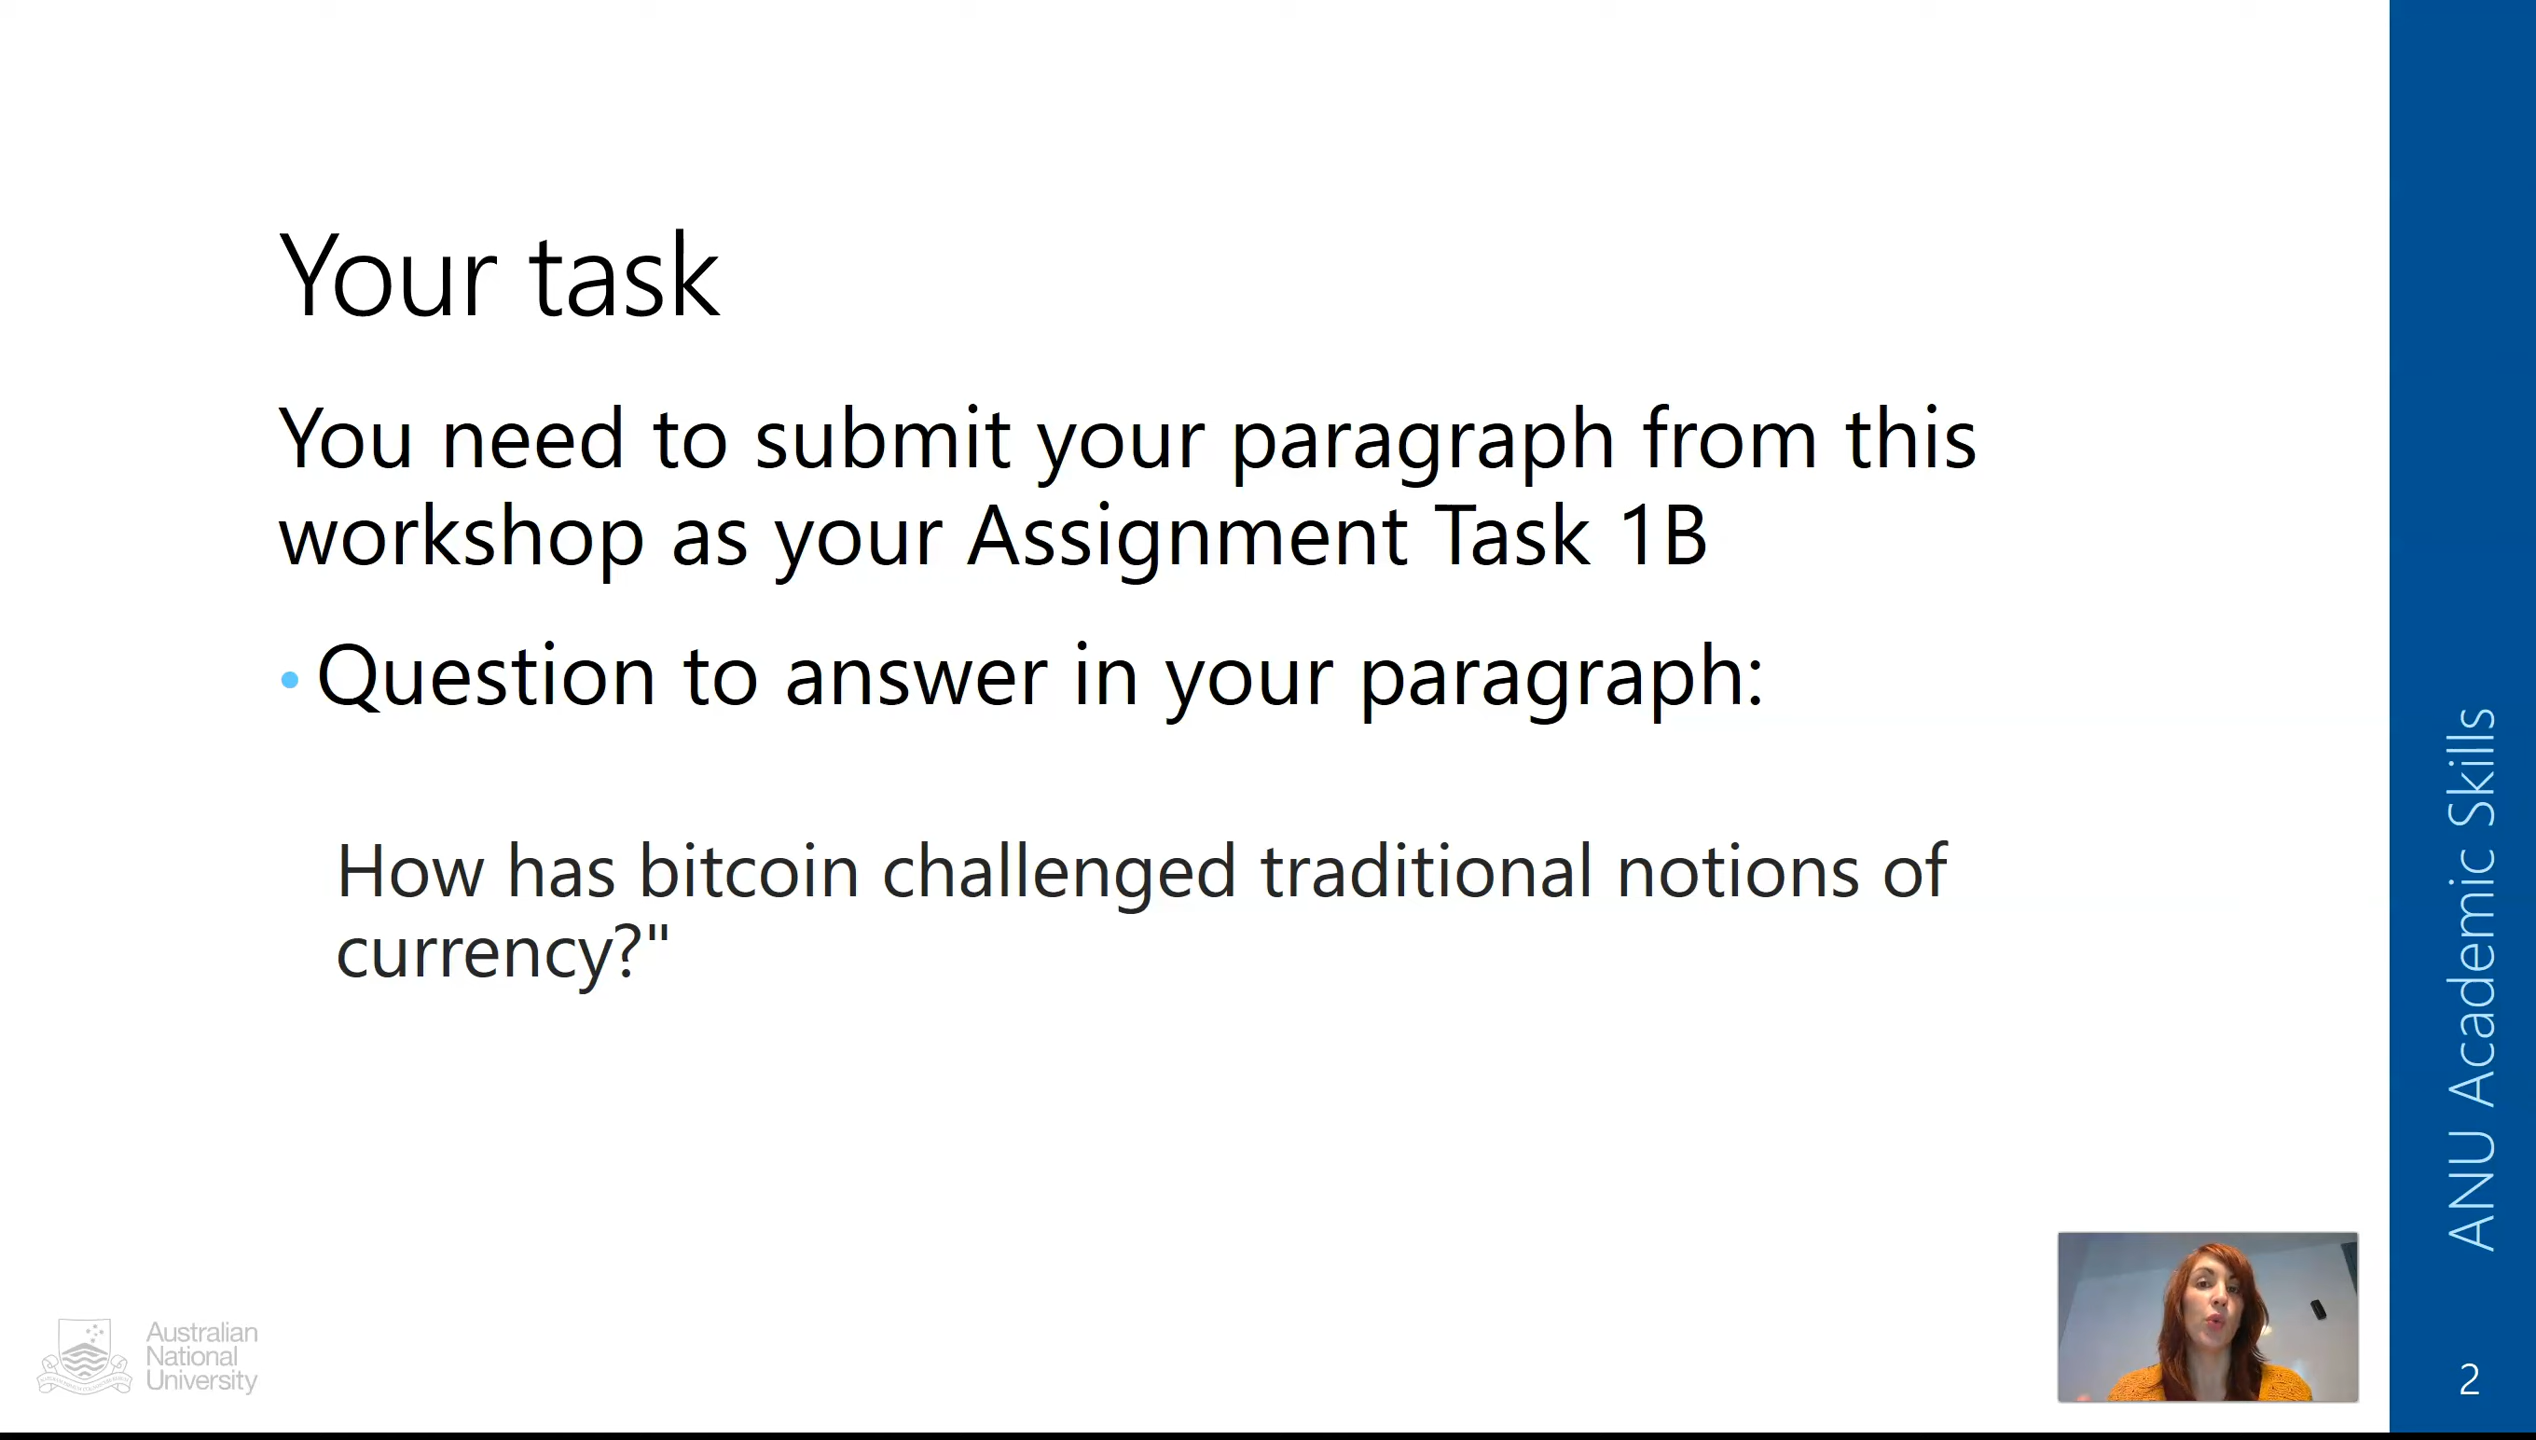 Your task
You need to submit your paragraph from this
workshop as your Assignment Task 1B
• Question to answer in your paragraph:
How has bitcoin challenged traditional notions of
currency?"
Australian
National
University
ANU Academic Skills
2